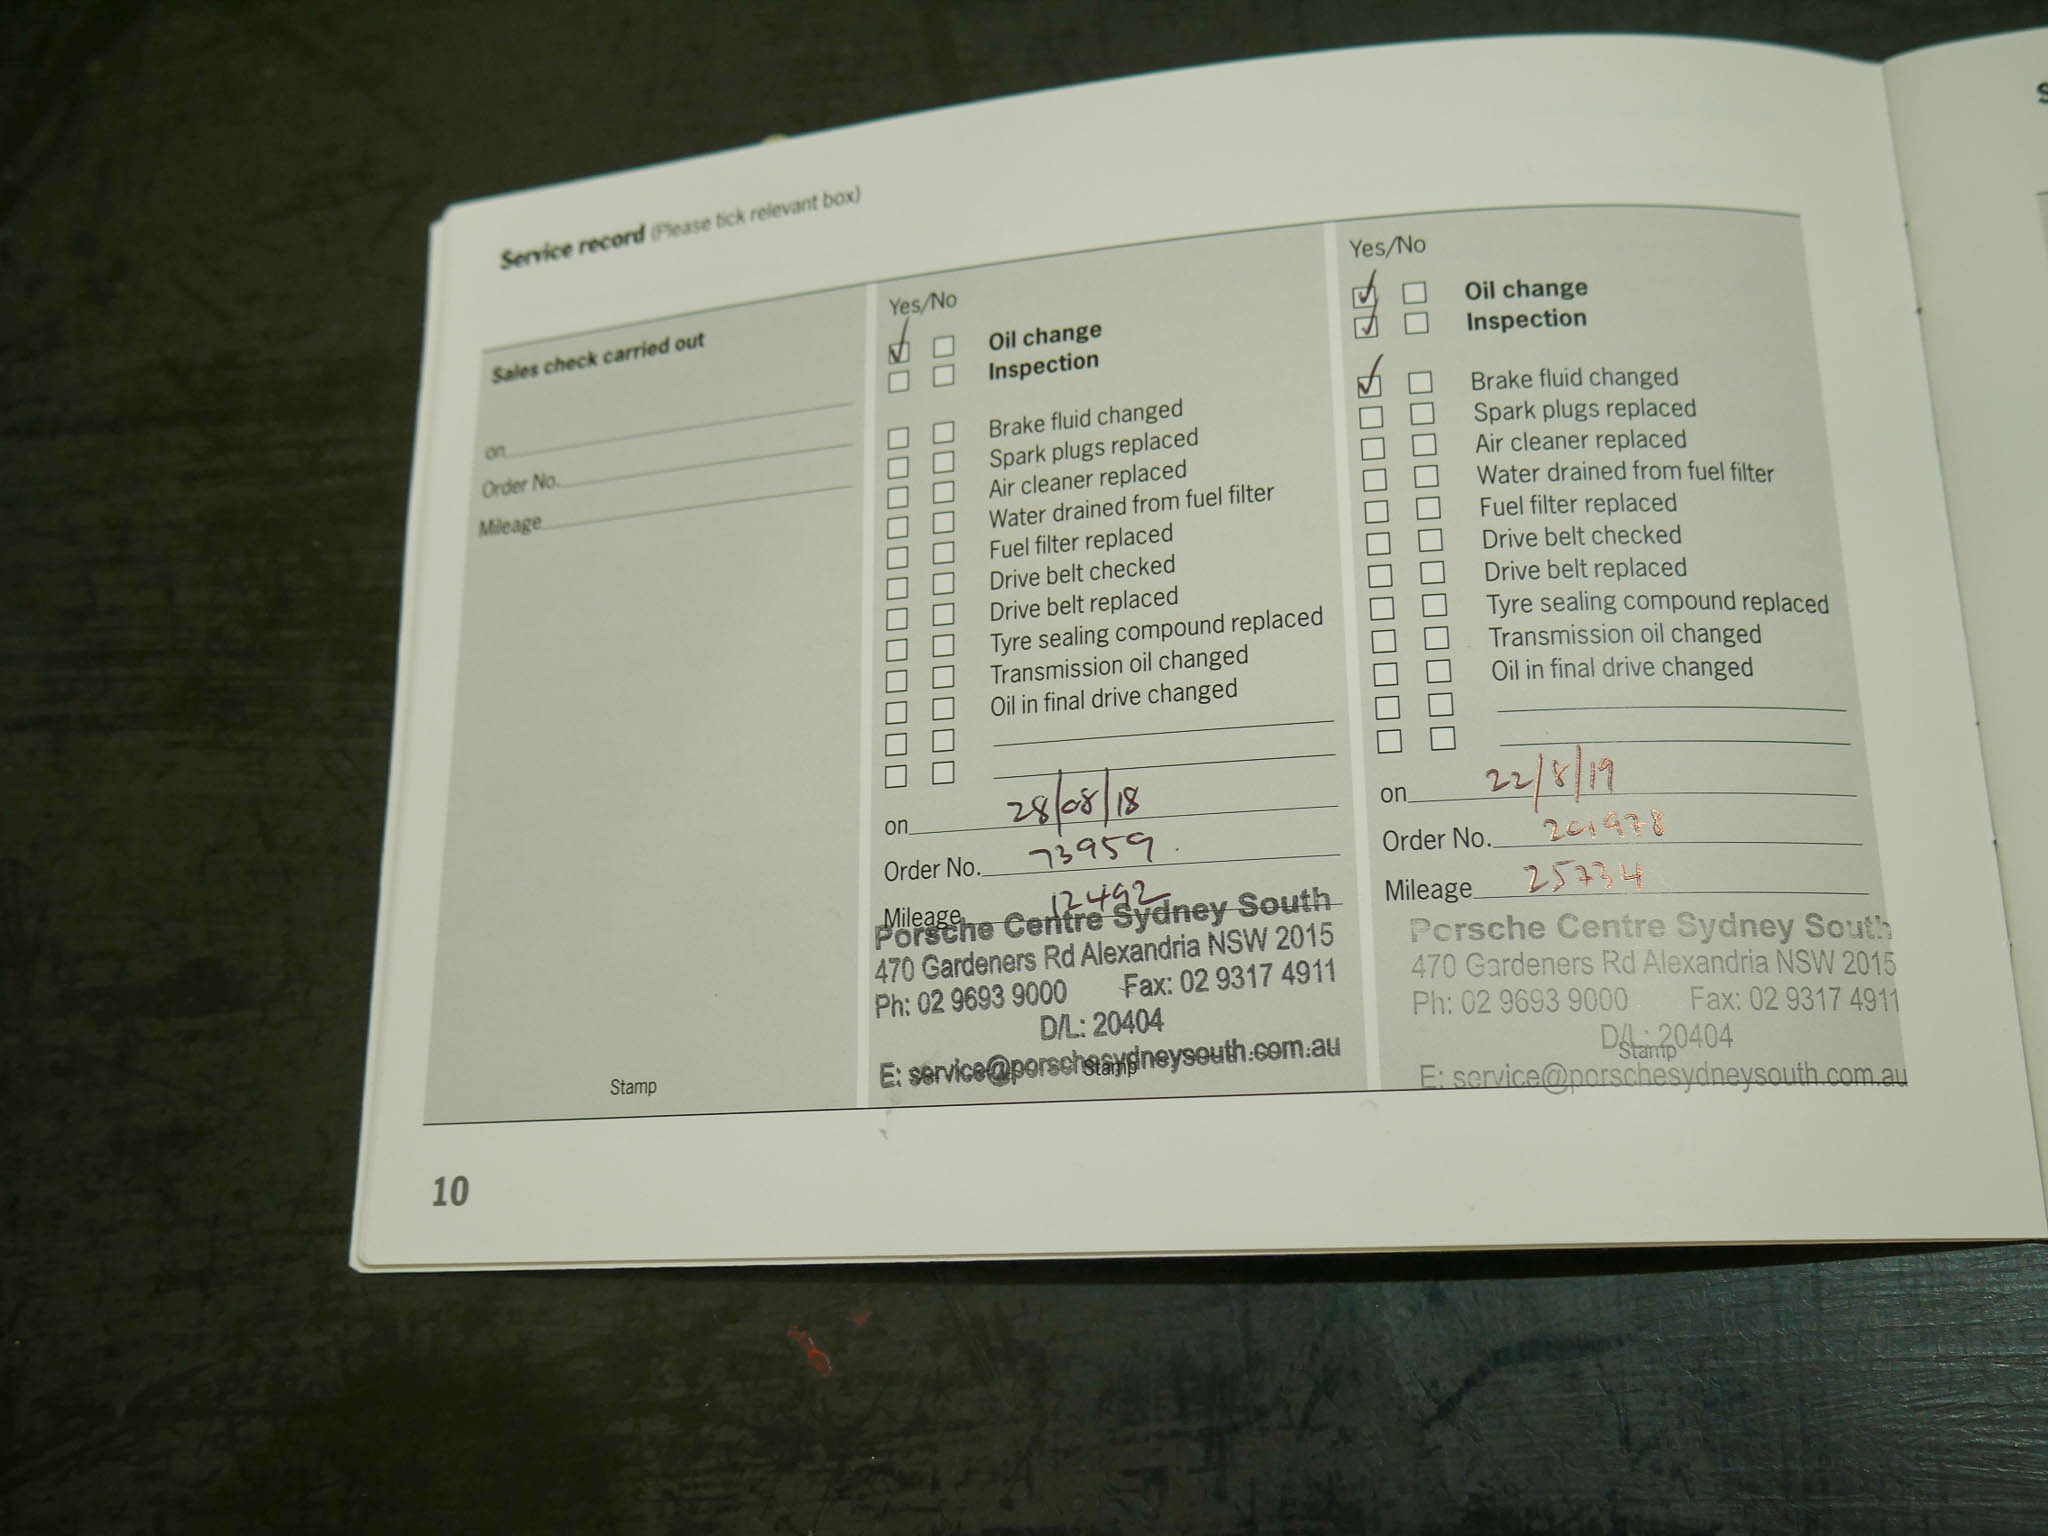 Service record (Please tick relevant box)
Sales check carried out
on
Order No.
Mileage
Stamp
Yes/No
Oil change
Inspection
Brake fluid changed
Spark plugs replaced
Air cleaner replaced
Water drained from fuel filter
Fuel filter replaced
Drive belt checked
Drive belt replaced
Tyre sealing compound replaced
Transmission oil changed
Oil in final drive changed
on 28/08/18
Order No. 73959
Mileage 12492
Porsche Centre Sydney South
470 Gardeners Rd Alexandria NSW 2015
Ph: 02 9693 9000 Fax: 02 9317 4911
D/L: 20404
E: service@porschesydneysouth.com.au
Stamp
Yes/No
Oil change
Inspection
Brake fluid changed
Spark plugs replaced
Air cleaner replaced
Water drained from fuel filter
Fuel filter replaced
Drive belt checked
Drive belt replaced
Tyre sealing compound replaced
Transmission oil changed
Oil in final drive changed
on 22/8/19
Order No. 201978
Mileage 25734
Porsche Centre Sydney South
470 Gardeners Rd Alexandria NSW 2015
Ph: 02 9693 9000 Fax: 02 9317 4911
D/L: 20404
Stamp
E: service@porschesydneysouth.com.au
10